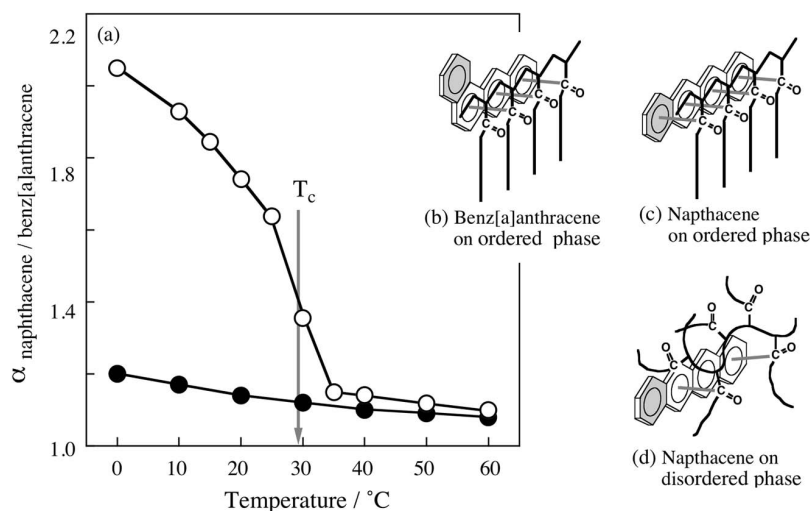 (a)
2.2
1.8
1.4
1.0
α naphthacene / benz[a]anthracene
T c
0 10 20 30 40 50 60
Temperature / ˚C
C O
C O
C O
C O
(b) Benz[a]anthracene
on ordered phase
C O
C O
C O
C O
(c) Napthacene
on ordered phase
O
C
O
C
C O
O
C
C
O
(d) Napthacene on
disordered phase